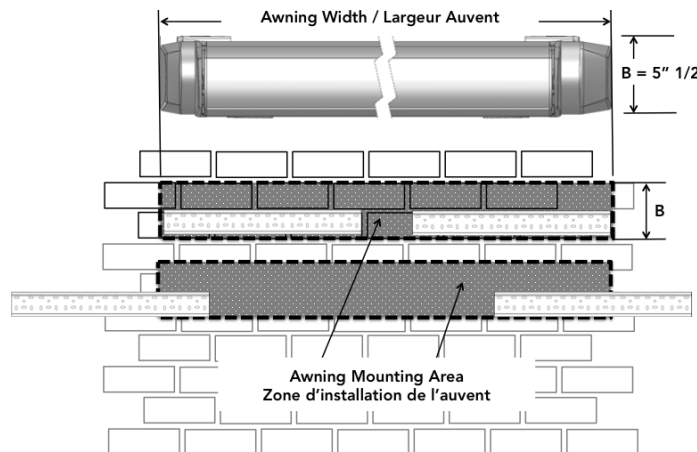 Awning Width / Largeur Auvent
B = 5” 1/2
B
Awning Mounting Area
Zone d’installation de l’auvent